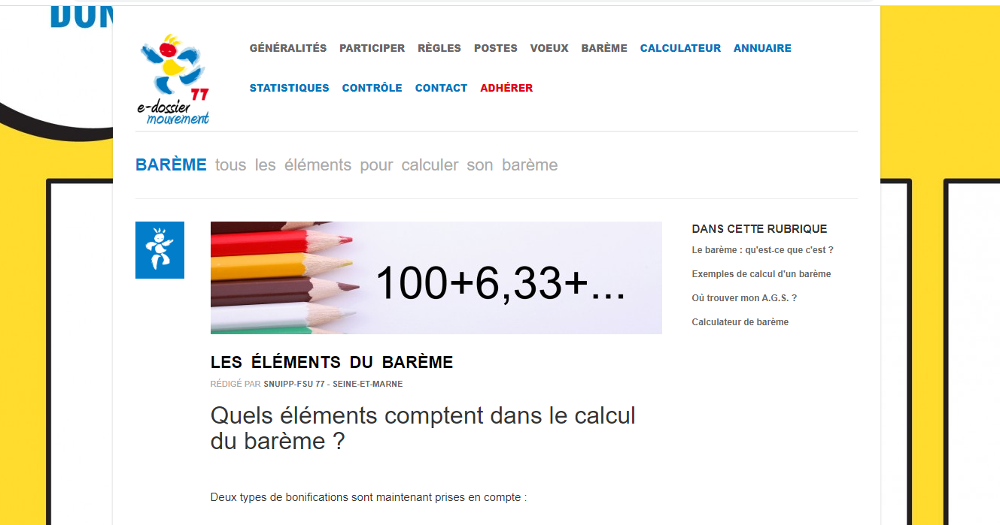 GÉNÉRALITÉS PARTICIPER RÈGLES POSTES VOEUX BARÈME CALCULATEUR ANNUAIRE
STATISTIQUES CONTRÔLE CONTACT ADHÉRER
77
e-dossier
mouvement
BARÈME tous les éléments pour calculer son barème
100+6,33+...
LES ÉLÉMENTS DU BARÈME
RÉDIGÉ PAR SNUIPP-FSU 77 - SEINE-ET-MARNE
Quels éléments comptent dans le calcul
du barème ?
Deux types de bonifications sont maintenant prises en compte :
DANS CETTE RUBRIQUE
Le barème : qu'est-ce que c'est ?
Exemples de calcul d'un barème
Où trouver mon A.G.S. ?
Calculateur de barème